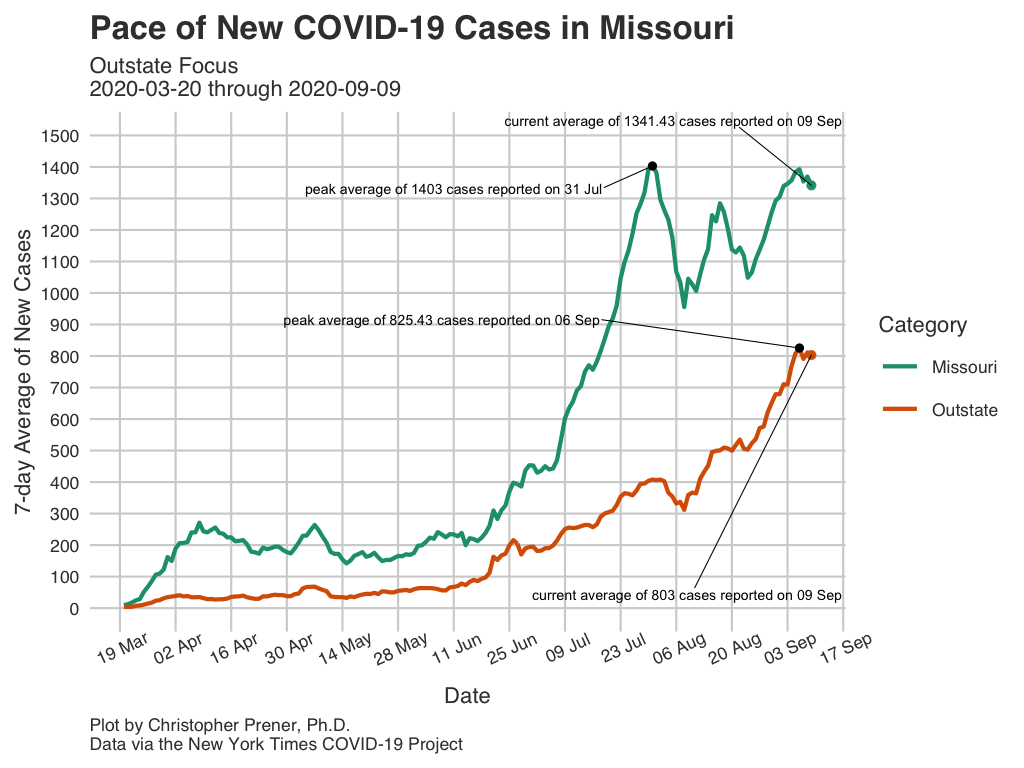 Pace of New COVID-19 Cases in Missouri
Outstate Focus
2020-03-20 through 2020-09-09
current average of 1341.43 cases reported on 09 Sep
peak average of 1403 cases reported on 31 Jul
peak average of 825.43 cases reported on 06 Sep
current average of 803 cases reported on 09 Sep
7-day Average of New Cases
1500
1400
1300
1200
1100
1000
900
800
700
600
500
400
300
200
100
0
19 Mar
02 Apr
16 Apr
30 Apr
14 May
28 May
11 Jun
25 Jun
09 Jul
23 Jul
06 Aug
20 Aug
03 Sep
17 Sep
Date
Category
Missouri
Outstate
Plot by Christopher Prener, Ph.D.
Data via the New York Times COVID-19 Project